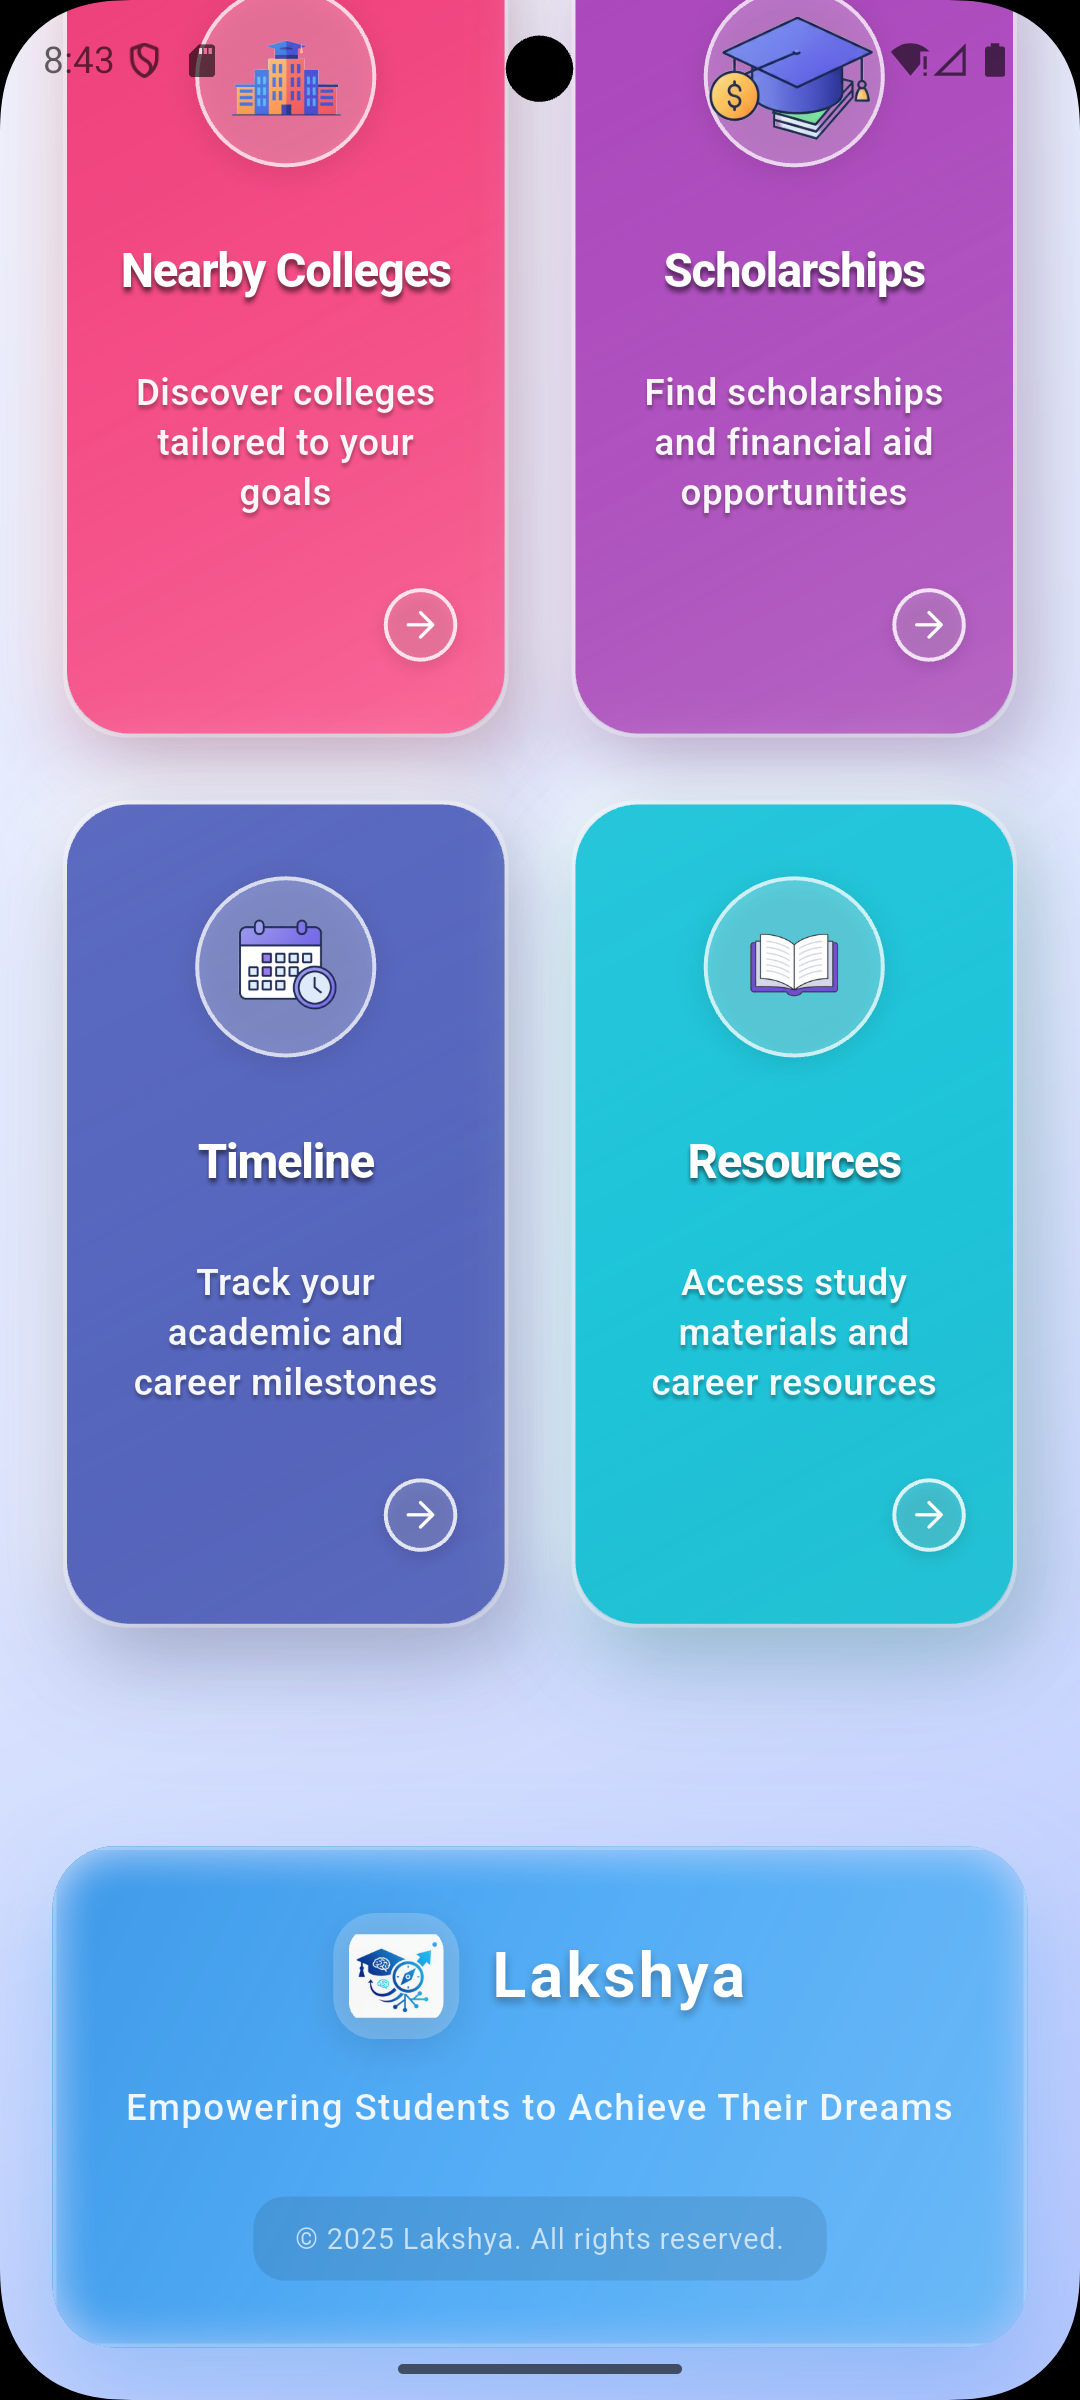 8:43
Nearby Colleges
Discover colleges
tailored to your
goals
Scholarships
Find scholarships
and financial aid
opportunities
Timeline
Track your
academic and
career milestones
Resources
Access study
materials and
career resources
Lakshya
Empowering Students to Achieve Their Dreams
© 2025 Lakshya. All rights reserved.